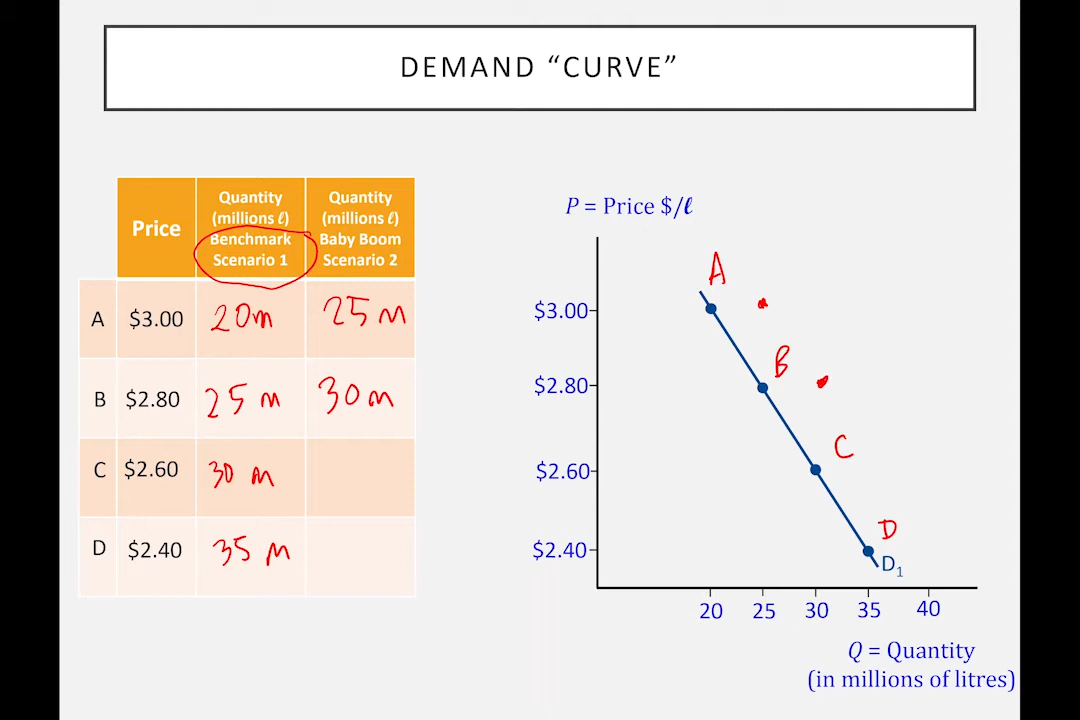 DEMAND “CURVE”
Price
Quantity
(millions ℓ)
Benchmark
Scenario 1
Quantity
(millions ℓ)
Baby Boom
Scenario 2
A $3.00 20m 25m
B $2.80 25m 30m
C $2.60 30 m
D $2.40 35 m
P = Price $/ℓ
A
$3.00
B
$2.80
C
$2.60
D
$2.40
D1
20 25 30 35 40
Q = Quantity
(in millions of litres)